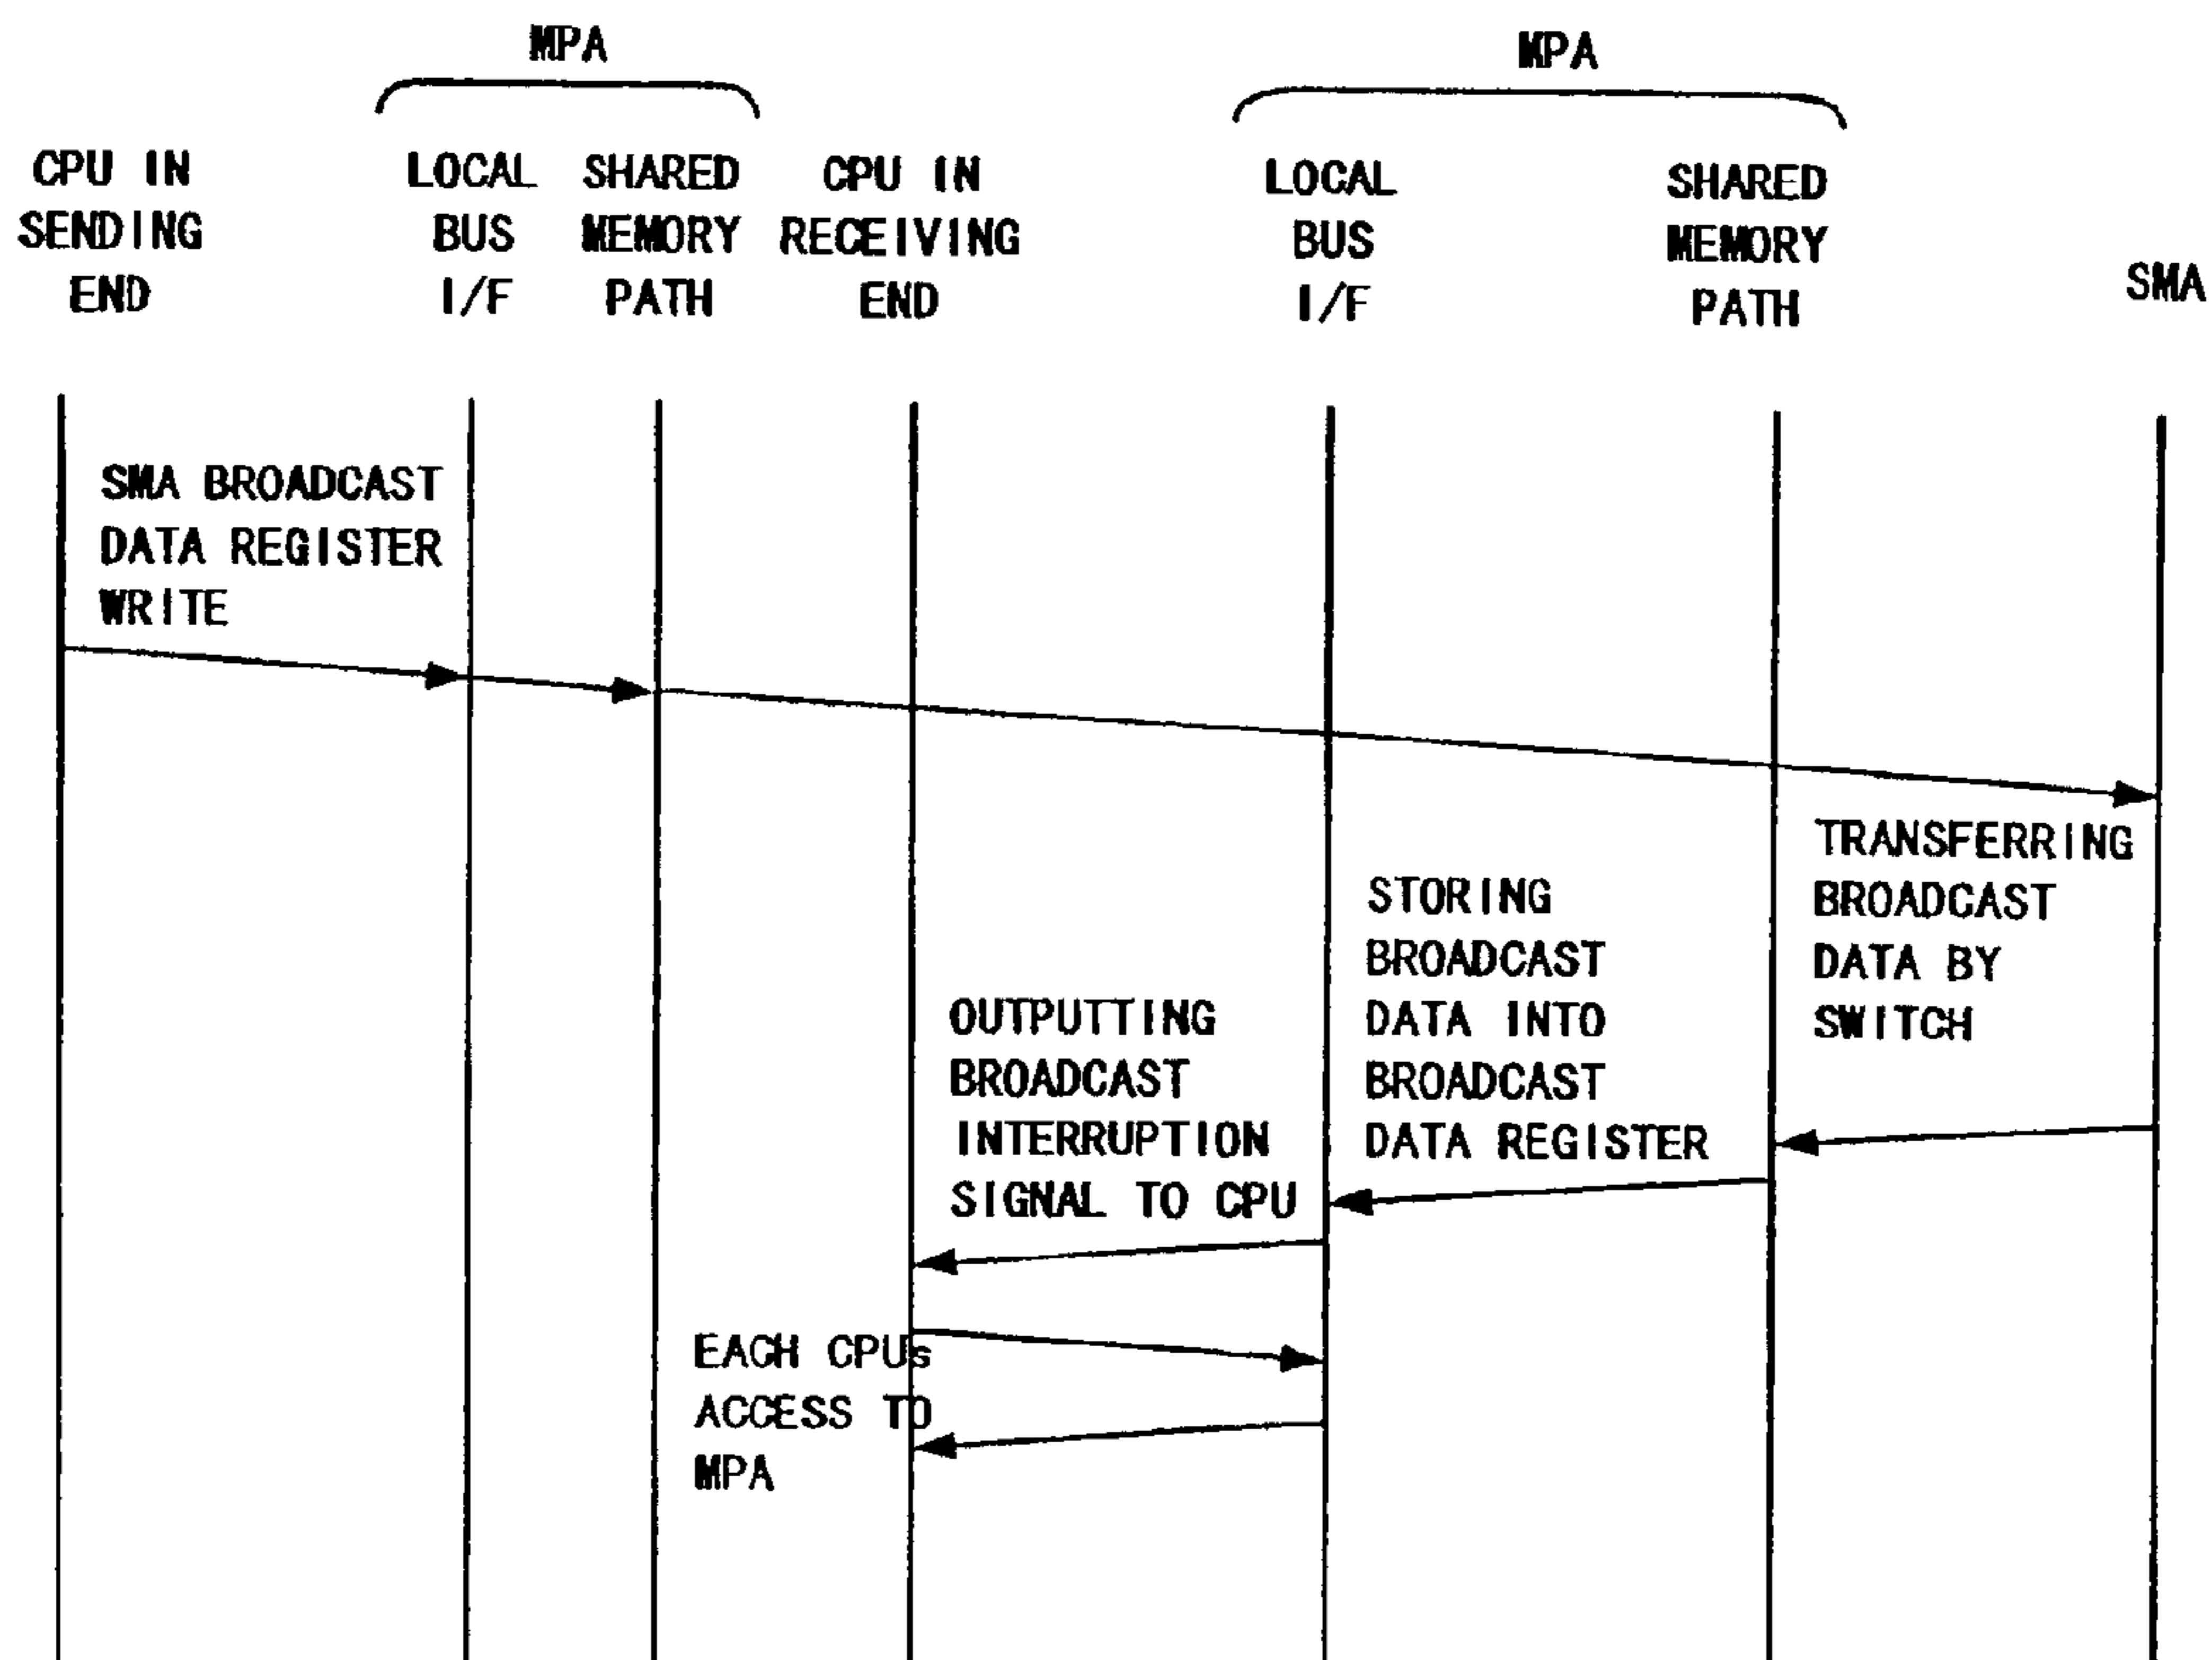 MPA
MPA
CPU IN
SENDING
END
LOCAL
BUS
I/F
SHARED
MEMORY
PATH
CPU IN
RECEIVING
END
LOCAL
BUS
I/F
SHARED
MEMORY
PATH
SMA
SMA BROADCAST
DATA REGISTER
WRITE
TRANSFERRING
BROADCAST
DATA BY
SWITCH
STORING
BROADCAST
DATA INTO
BROADCAST
DATA REGISTER
OUTPUTTING
BROADCAST
INTERRUPTION
SIGNAL TO CPU
EACH CPUs
ACCESS TO
MPA